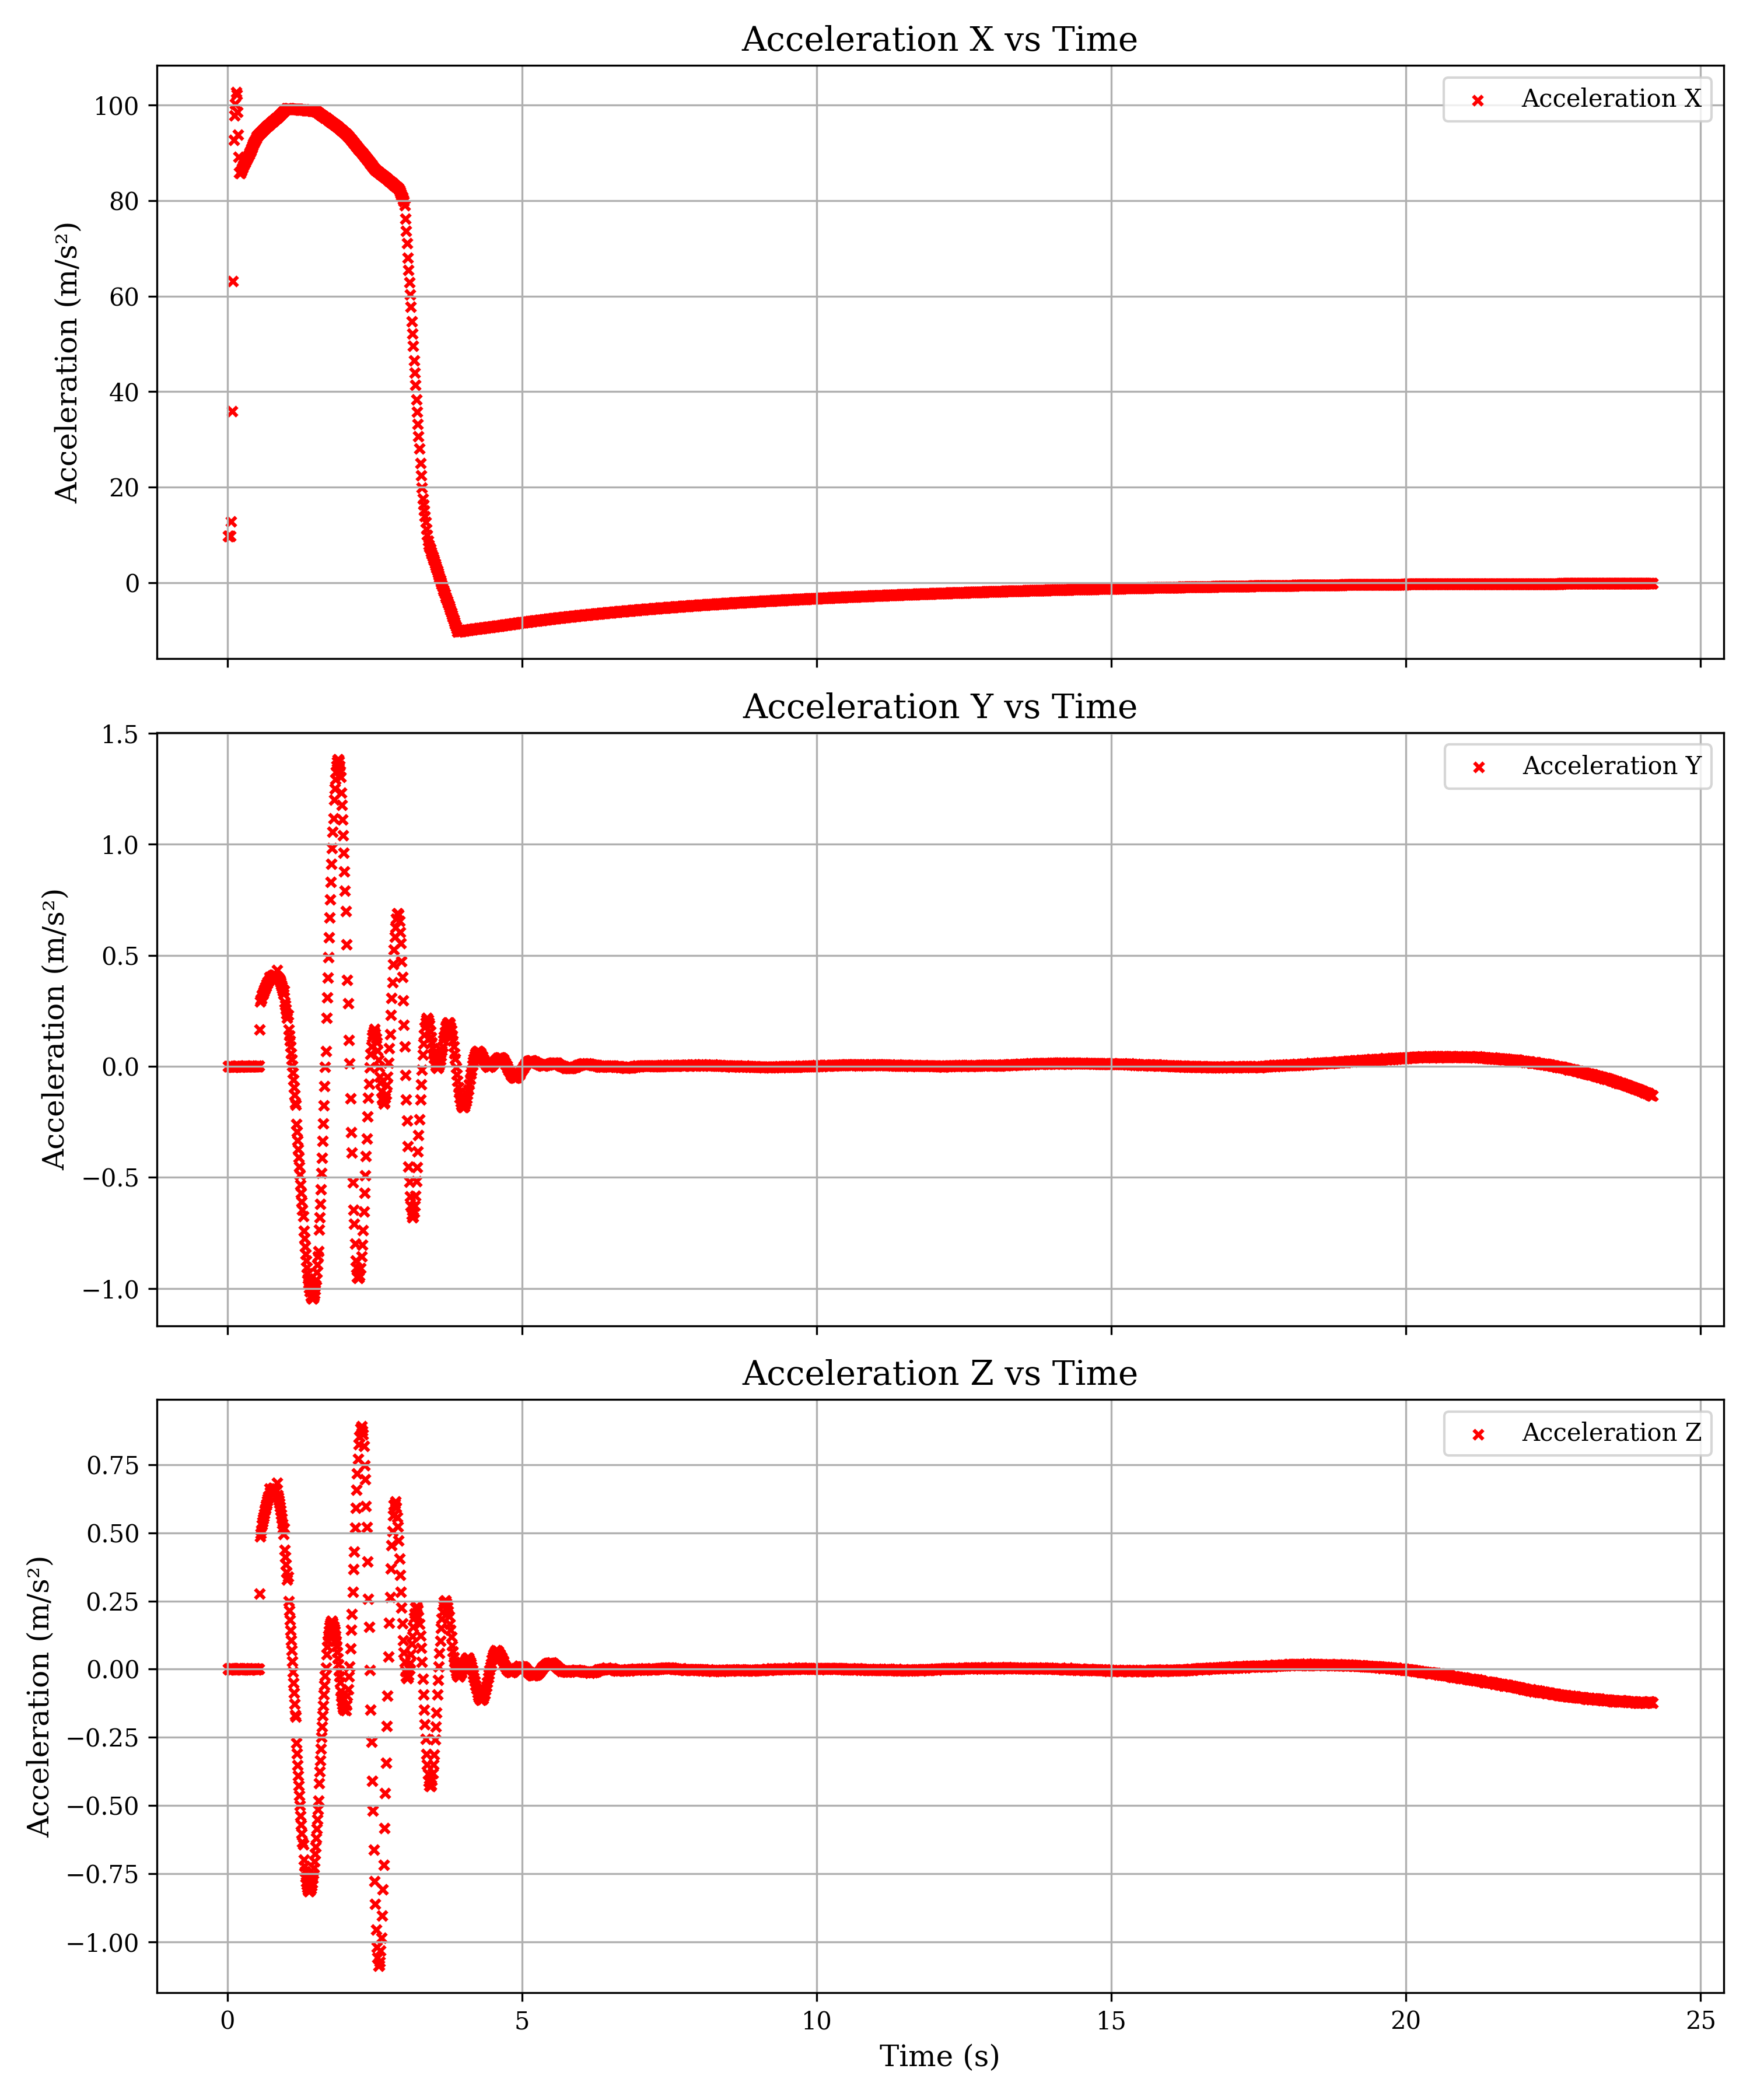 Acceleration X vs Time
Acceleration (m/s²)
100
80
60
40
20
0
Acceleration X
Acceleration Y vs Time
Acceleration (m/s²)
1.5
1.0
0.5
0.0
−0.5
−1.0
Acceleration Y
Acceleration Z vs Time
Acceleration (m/s²)
0.75
0.50
0.25
0.00
−0.25
−0.50
−0.75
−1.00
Acceleration Z
0 5 10 15 20 25
Time (s)